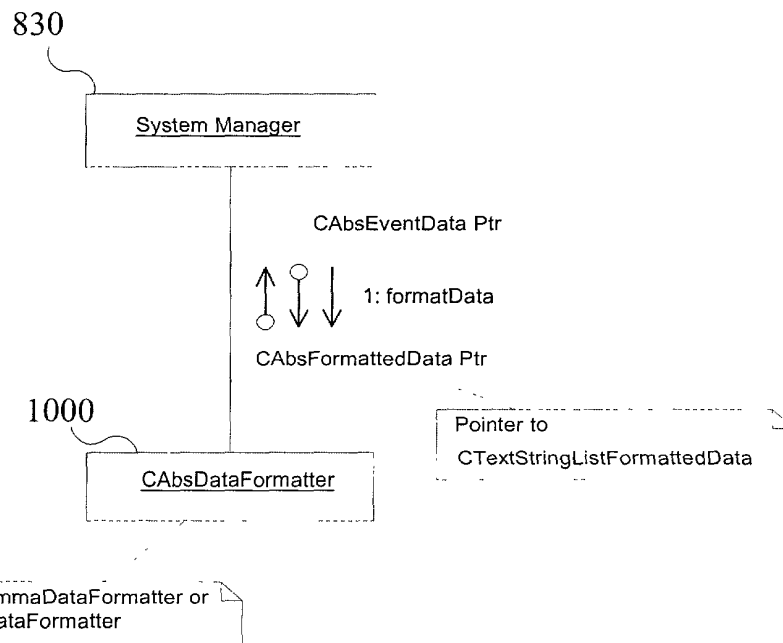 830
System Manager
CAbsEventData Ptr
1: formatData
CAbsFormattedData Ptr
1000
Pointer to
CTextStringListFormattedData
CAbsDataFormatter
mmaDataFormatter or
ataFormatter